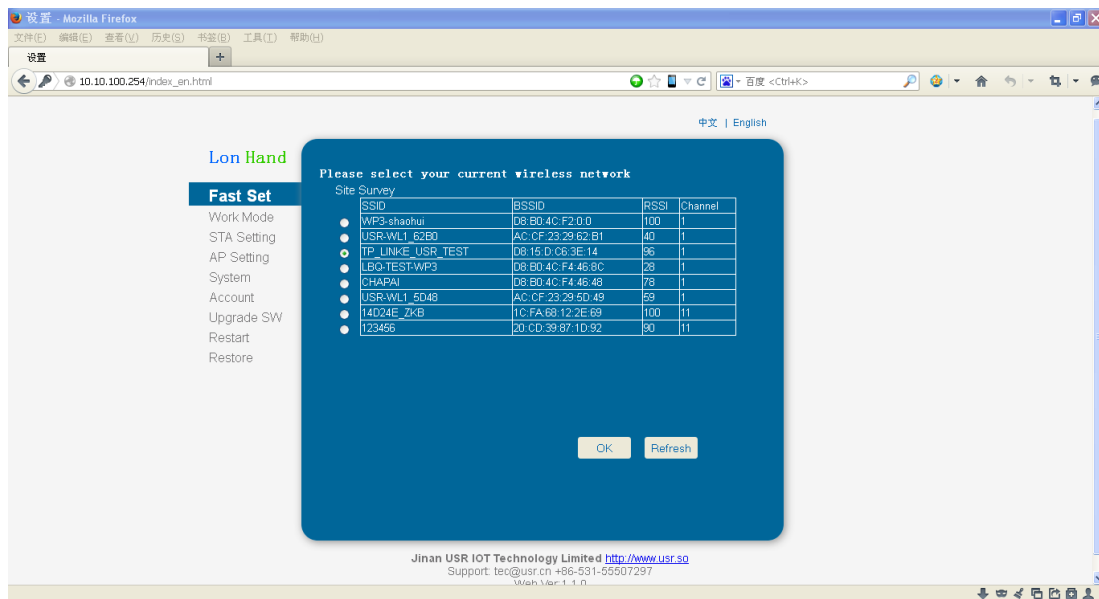 设置 - Mozilla Firefox
文件(F) 编辑(E) 查看(V) 历史(S) 书签(B) 工具(T) 帮助(H)
设置
10.10.100.254/index_en.html
百度 <Ctrl+K>
中文 | English
Lon Hand
Fast Set
Work Mode
STA Setting
AP Setting
System
Account
Upgrade SW
Restart
Restore
Please select your current wireless network
Site Survey
SSID BSSID RSSI Channel
WP3-shaohui D8:B0:4C:F2:0:0 100 1
USR-WL1_62B0 AC:CF:23:29:62:B1 40 1
TP_LINKE_USR_TEST D8:15:D:C6:3E:14 96 1
LBQ-TEST-WP3 D8:B0:4C:F4:46:8C 28 1
CHAPAI D8:B0:4C:F4:46:48 78 1
USR-WL1_5D48 AC:CF:23:29:5D:49 59 1
14D24E_ZKB 1C:FA:68:12:2E:69 100 11
123456 20:CD:39:87:1D:92 90 11
OK Refresh
Jinan USR IOT Technology Limited http://www.usr.so
Support: tec@usr.cn +86-531-55507297
Web Ver:1.1.0